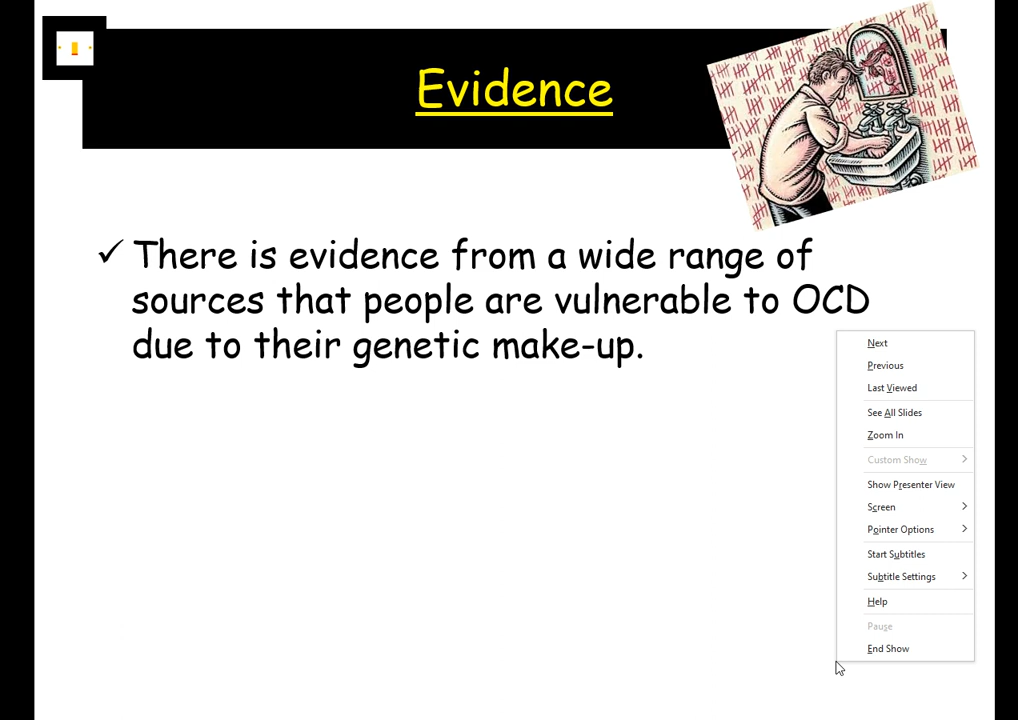 Evidence
✓ There is evidence from a wide range of
sources that people are vulnerable to OCD
due to their genetic make-up.
Next
Previous
Last Viewed
See All Slides
Zoom In
Custom Show
Show Presenter View
Screen
Pointer Options
Start Subtitles
Subtitle Settings
Help
Pause
End Show